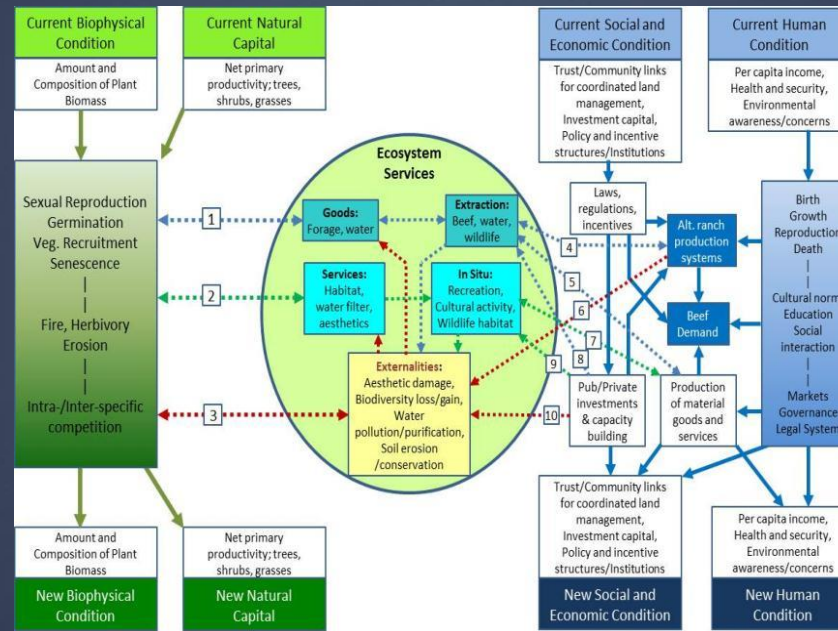 Current Biophysical
Condition
Amount and
Composition of Plant
Biomass
Current Natural
Capital
Net primary
productivity; trees,
shrubs, grasses
Current Social and
Economic Condition
Trust/Community links
for coordinated land
management,
Investment capital,
Policy and incentive
structures/Institutions
Current Human
Condition
Per capita income,
Health and security,
Environmental
awareness/concerns
Sexual Reproduction
Germination
Veg. Recruitment
Senescence
Fire, Herbivory
Erosion
Intra-/Inter-specific
competition
1
2
3
Ecosystem
Services
Goods:
Forage, water
Extraction:
Beef, water,
wildlife
Services:
Habitat,
water filter,
aesthetics
In Situ:
Recreation,
Cultural activity,
Wildlife habitat
Externalities:
Aesthetic damage,
Biodiversity loss/gain,
Water
pollution/purification,
Soil erosion
/conservation
4
5
6
7
8
9
10
Laws,
regulations,
incentives
Alt. ranch
production
systems
Beef
Demand
Pub/Private
investments
& capacity
building
Production
of material
goods and
services
Birth
Growth
Reproduction
Death
Cultural norm
Education
Social
interaction
Markets
Governance
Legal System
Amount and
Composition of Plant
Biomass
New Biophysical
Condition
Net primary
productivity; trees,
shrubs, grasses
New Natural
Capital
Trust/Community links
for coordinated land
management,
Investment capital,
Policy and incentive
structures/Institutions
New Social and
Economic Condition
Per capita income,
Health and security,
Environmental
awareness/concerns
New Human
Condition